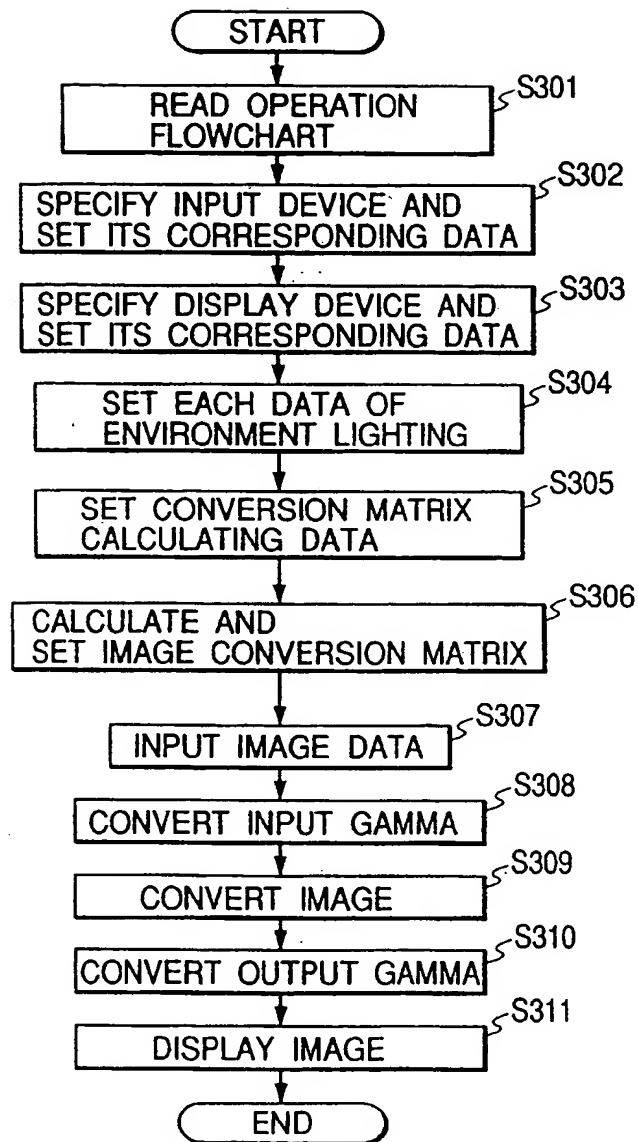 START
READ OPERATION
FLOWCHART
S301
SPECIFY INPUT DEVICE AND
SET ITS CORRESPONDING DATA
S302
SPECIFY DISPLAY DEVICE AND
SET ITS CORRESPONDING DATA
S303
SET EACH DATA OF
ENVIRONMENT LIGHTING
S304
SET CONVERSION MATRIX
CALCULATING DATA
S305
CALCULATE AND
SET IMAGE CONVERSION MATRIX
S306
INPUT IMAGE DATA
S307
CONVERT INPUT GAMMA
S308
CONVERT IMAGE
S309
CONVERT OUTPUT GAMMA
S310
DISPLAY IMAGE
S311
END